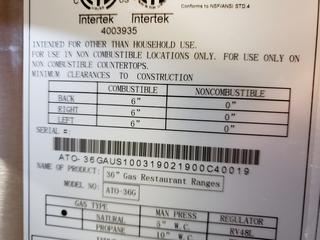 Intertek Intertek
4003935
Conforms to NSF/ANSI STD.4
INTENDED FOR OTHER THAN HOUSEHOLD USE.
FOR USE IN NON COMBUSTIBLE LOCATIONS ONLY. FOR USE ONLY ON
NON COMBUSTIBLE COUNTERTOPS.
MINIMUM CLEARANCES TO CONSTRUCTION
COMBUSTIBLE NONCOMBUSTIBLE
BACK 6" 0"
RIGHT 6" 0"
LEFT 6" 0"
SERIAL #:
ATO-36GAUS100319021900C40019
NAME OF PRODUCT: 36" Gas Restaurant Ranges
MODEL NO: ATO-36G
GAS TYPE MAN PRESS REGULATOR
NATURAL 5" W.C. RV48L
PROPANE 10" W.C.